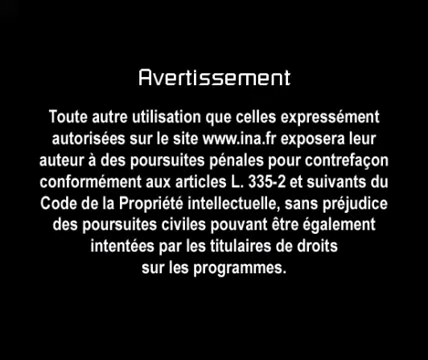 Avertissement
Toute autre utilisation que celles expressément
autorisées sur le site www.ina.fr exposera leur
auteur à des poursuites pénales pour contrefaçon
conformément aux articles L. 335-2 et suivants du
Code de la Propriété intellectuelle, sans préjudice
des poursuites civiles pouvant être également
intentées par les titulaires de droits
sur les programmes.